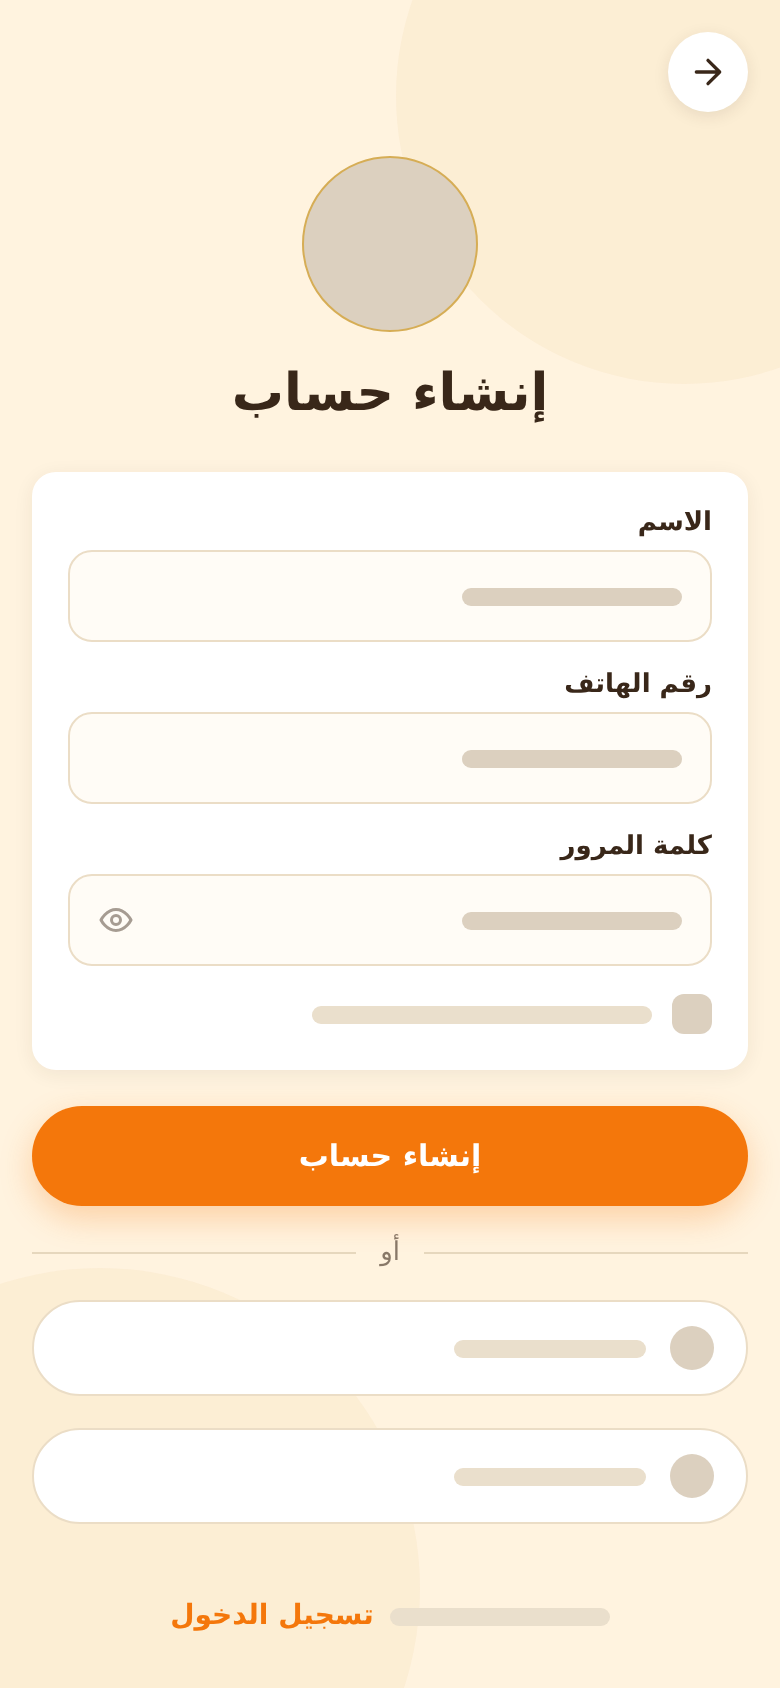 إنشاء حساب
الاسم
رقم الهاتف
كلمة المرور
إنشاء حساب
أو
تسجيل الدخول